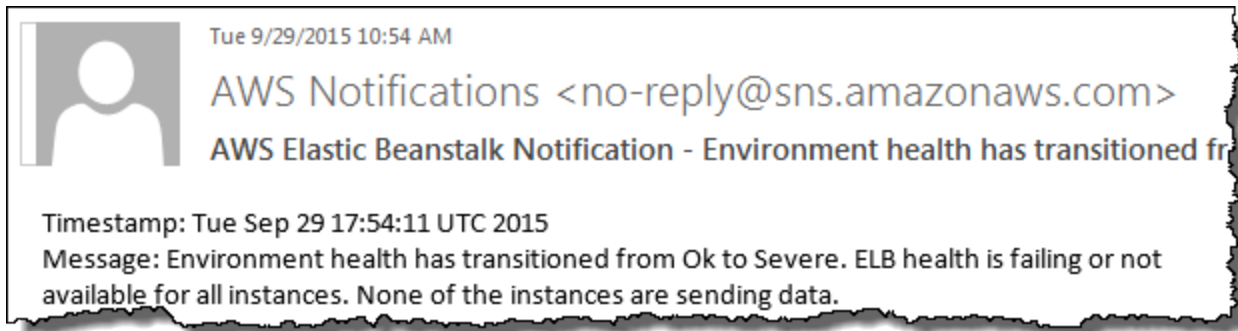 Tue 9/29/2015 10:54 AM
AWS Notifications <no-reply@sns.amazonaws.com>
AWS Elastic Beanstalk Notification - Environment health has transitioned
Timestamp: Tue Sep 29 17:54:11 UTC 2015
Message: Environment health has transitioned from Ok to Severe. ELB health is failing or not
available for all instances. None of the instances are sending data.